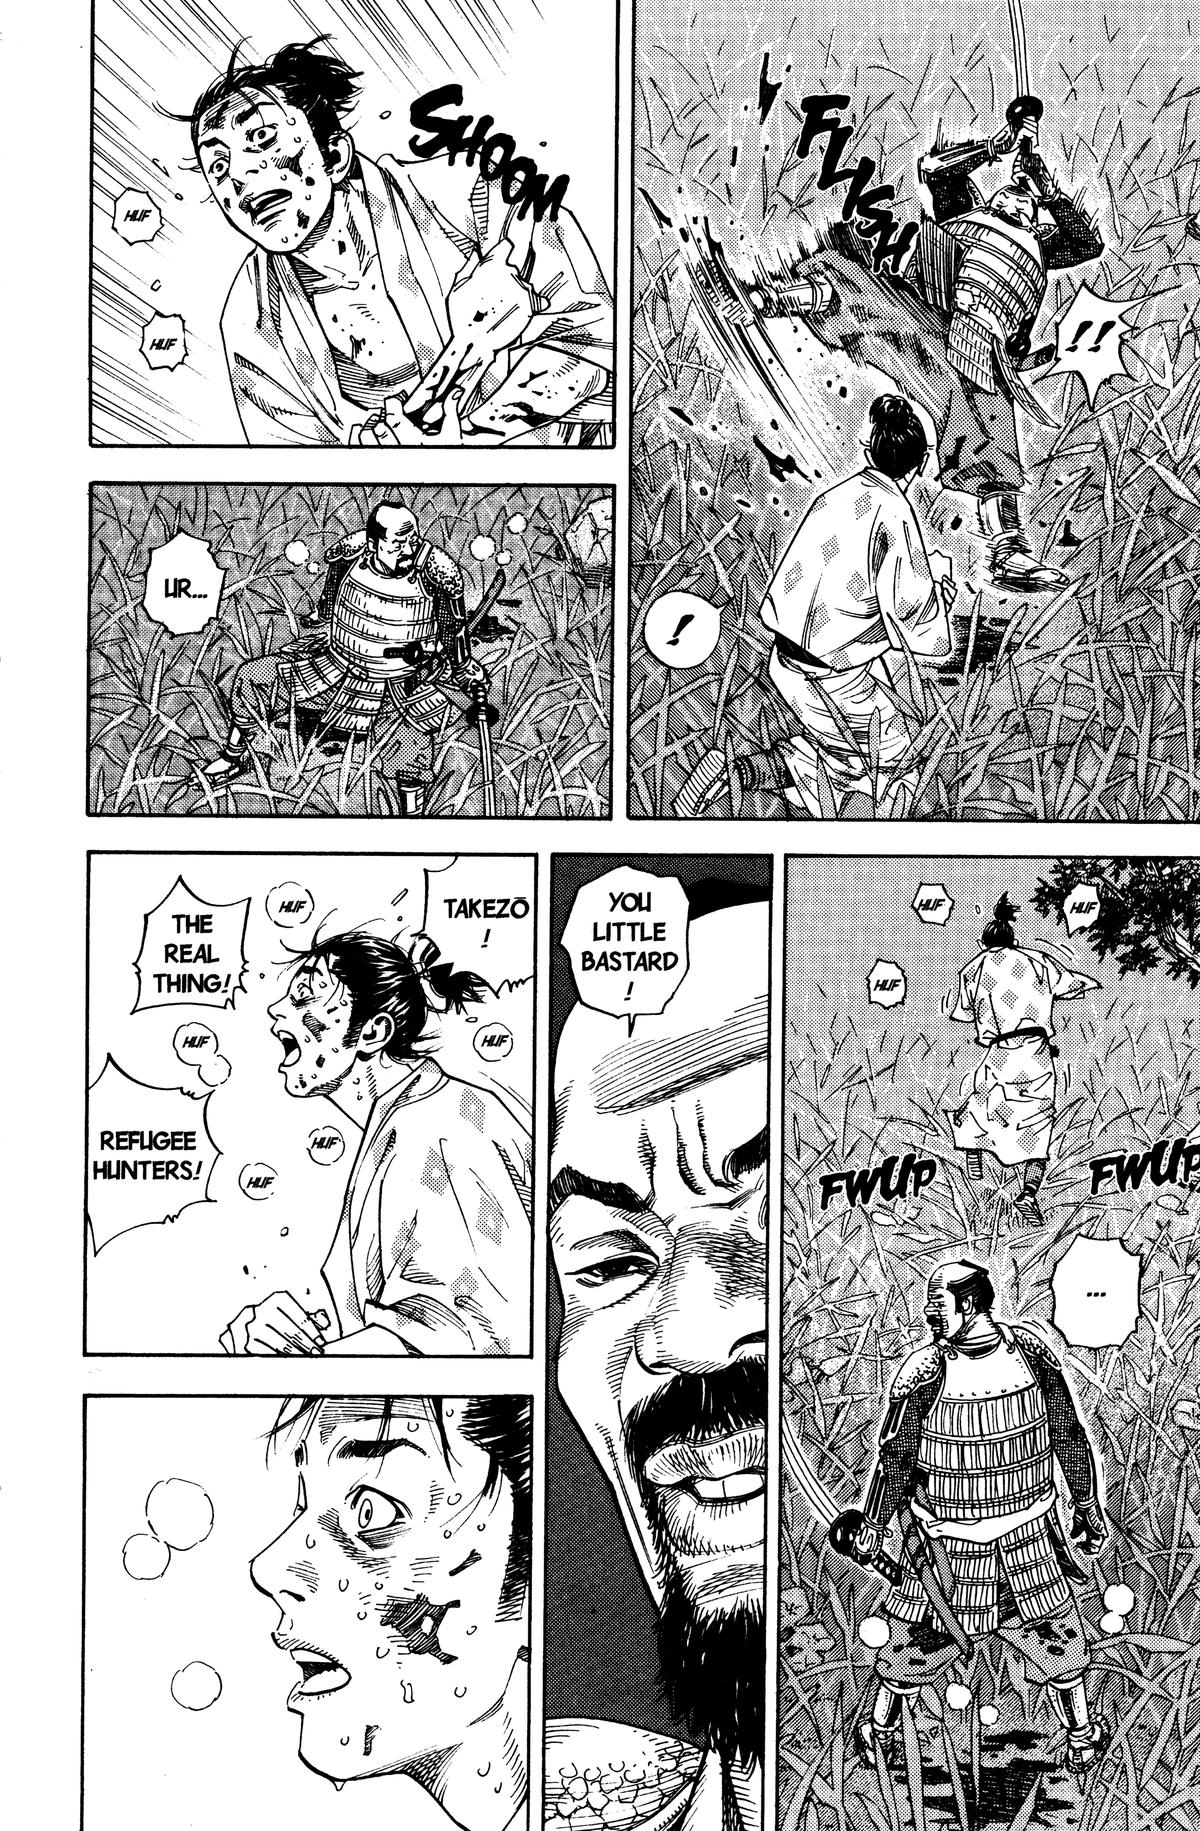 FLISH
!!
!
SHOOM
HUF
HUF
UR...
HUF
HUF
HUF
FWUP
FWUP
...
YOU
LITTLE
BASTARD
!
TAKEZŌ
!
HUF
THE
REAL
THING!
HUF
HUF
HUF
HUF
REFUGEE
HUNTERS!